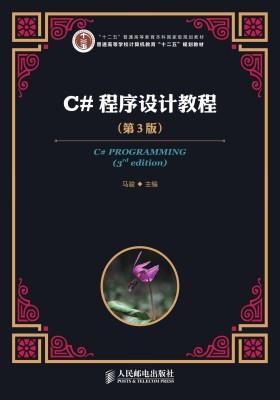 “十二五”普通高等教育本科国家级规划教材
普通高等学校计算机教育“十二五”规划教材
C# 程序设计教程
（第 3 版）
C# PROGRAMMING
(3rd edition)
马骏 ◆ 主编
人民邮电出版社
POSTS & TELECOM PRESS